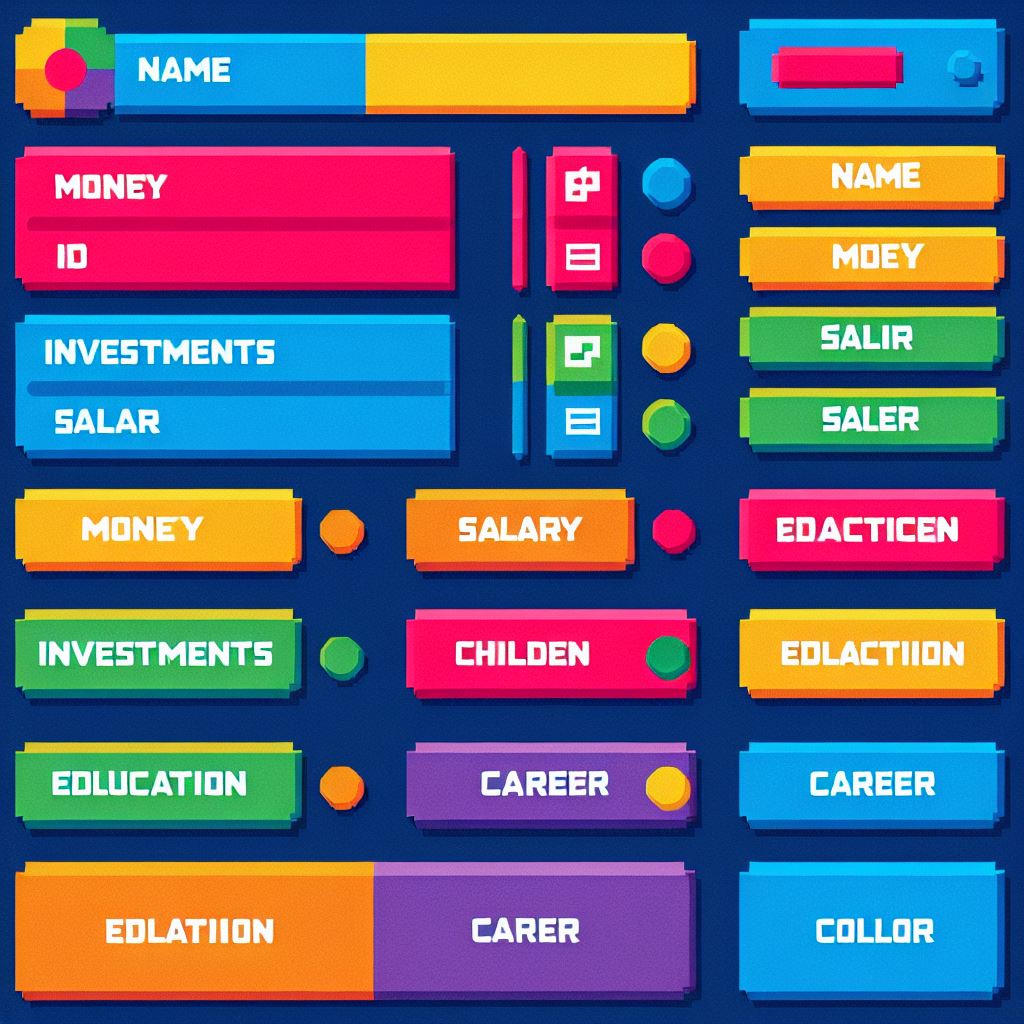 NAME
MONEY
NAME
ID
MDEY
INVESTMENTS
SALIR
SALAR
SALER
MONEY
SALARY
EDACTICEN
INVESTMENTS
CHILDEN
EDLACTIION
EDLUCATION
CAREER
CAREER
EDLATIION
CARER
COLLOR